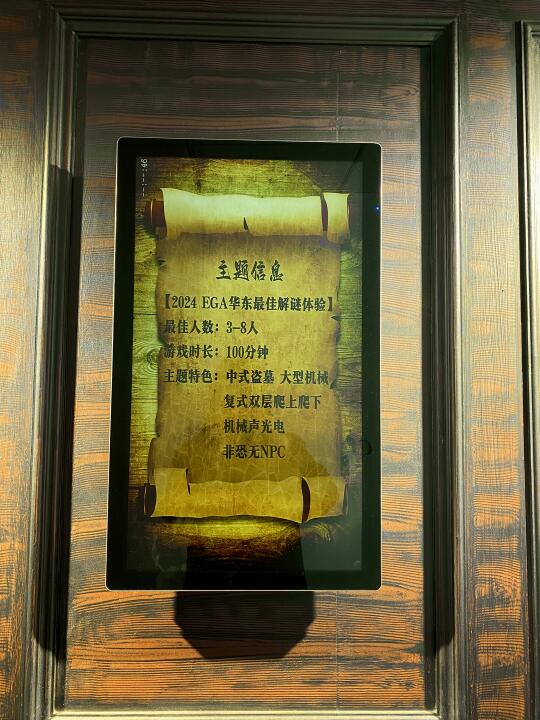 主题信息
【2024 EGA华东最佳解谜体验】
最佳人数：3-8人
游戏时长：100分钟
主题特色：中式盗墓 大型机械
复式双层爬上爬下
机械声光电
非恐无NPC